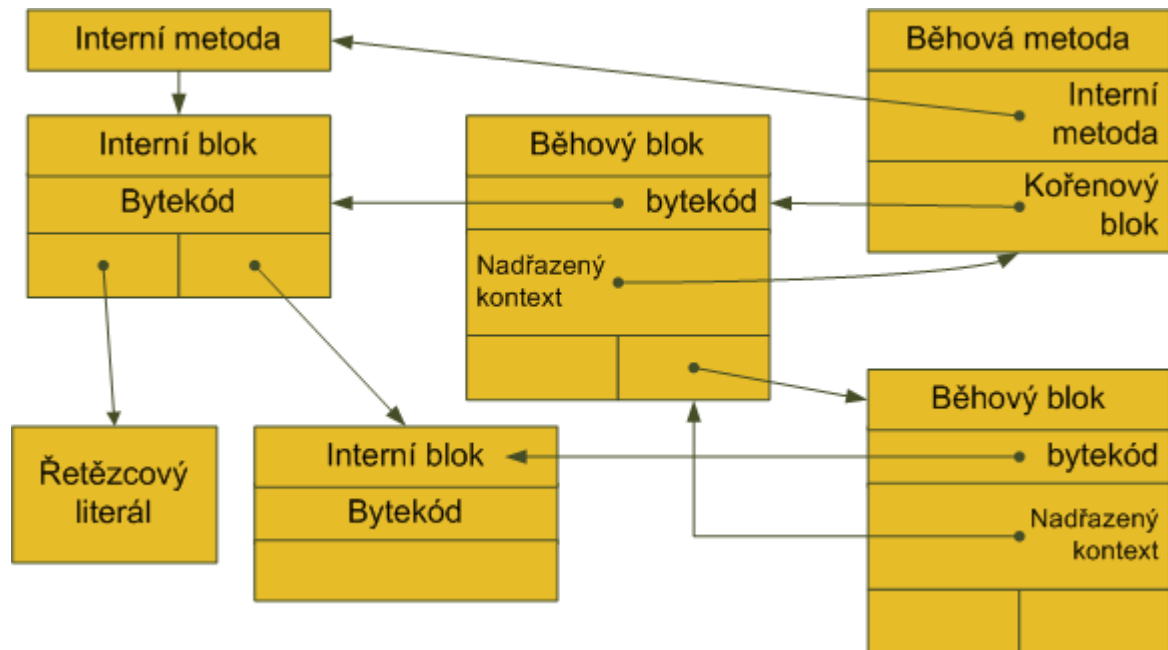 Interní metoda
Interní blok
Bytekód
Řetězcový
literál
Interní blok
Bytekód
Běhový blok
bytekód
Nadřazený
kontext
Běhová metoda
Interní
metoda
Kořenový
blok
Běhový blok
bytekód
Nadřazený
kontext